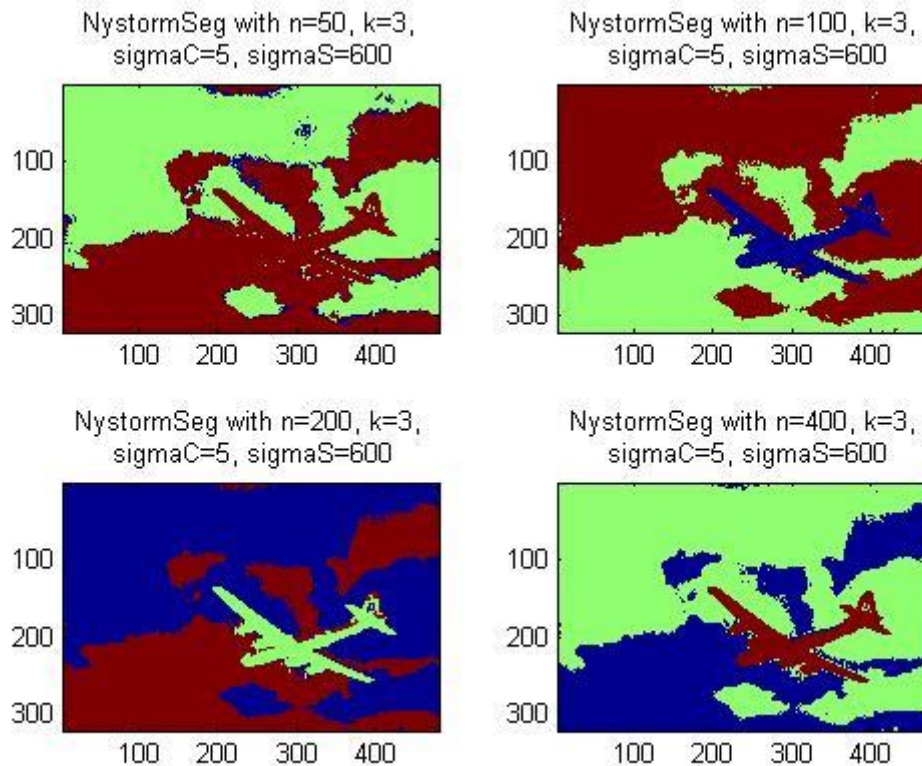 NystormSeg with n=50, k=3,
sigmaC=5, sigmaS=600
100
200
300
100 200 300 400
NystormSeg with n=100, k=3,
sigmaC=5, sigmaS=600
100
200
300
100 200 300 400
NystormSeg with n=200, k=3,
sigmaC=5, sigmaS=600
100
200
300
100 200 300 400
NystormSeg with n=400, k=3,
sigmaC=5, sigmaS=600
100
200
300
100 200 300 400